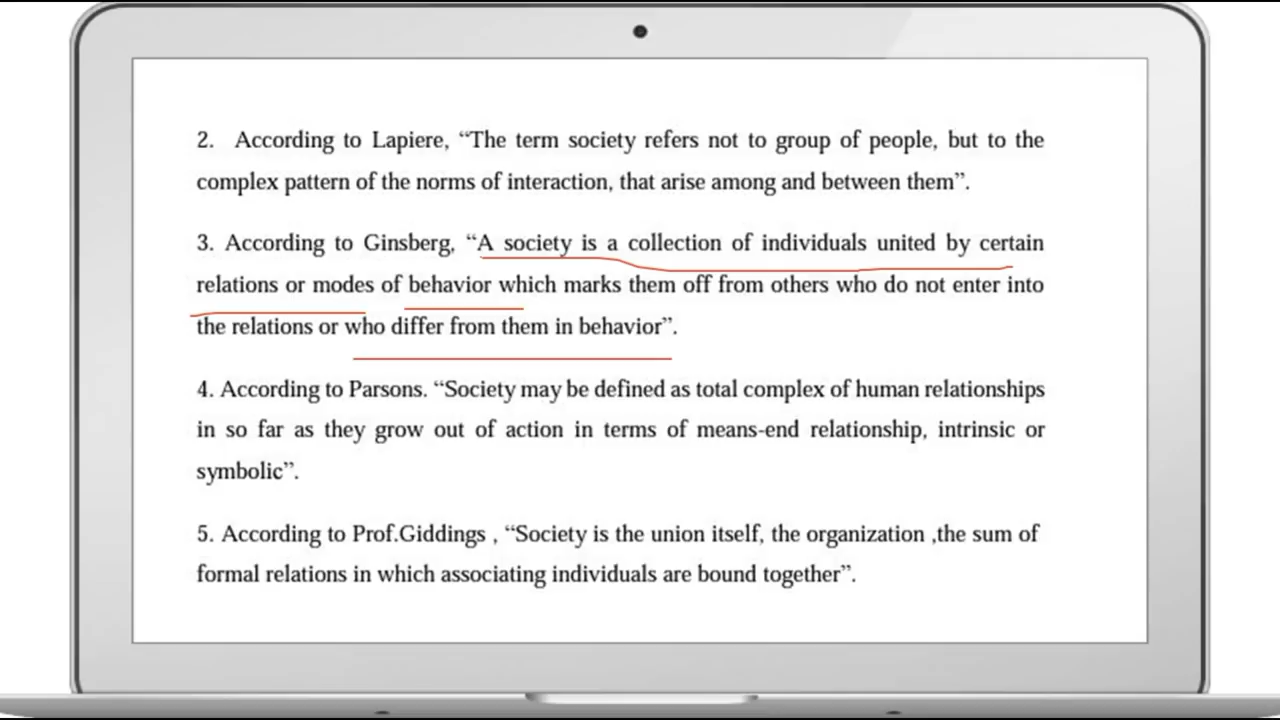 2. According to Lapiere, “The term society refers not to group of people, but to the
complex pattern of the norms of interaction, that arise among and between them”.
3. According to Ginsberg, “A society is a collection of individuals united by certain
relations or modes of behavior which marks them off from others who do not enter into
the relations or who differ from them in behavior”.
4. According to Parsons. “Society may be defined as total complex of human relationships
in so far as they grow out of action in terms of means-end relationship, intrinsic or
symbolic”.
5. According to Prof.Giddings , “Society is the union itself, the organization ,the sum of
formal relations in which associating individuals are bound together”.